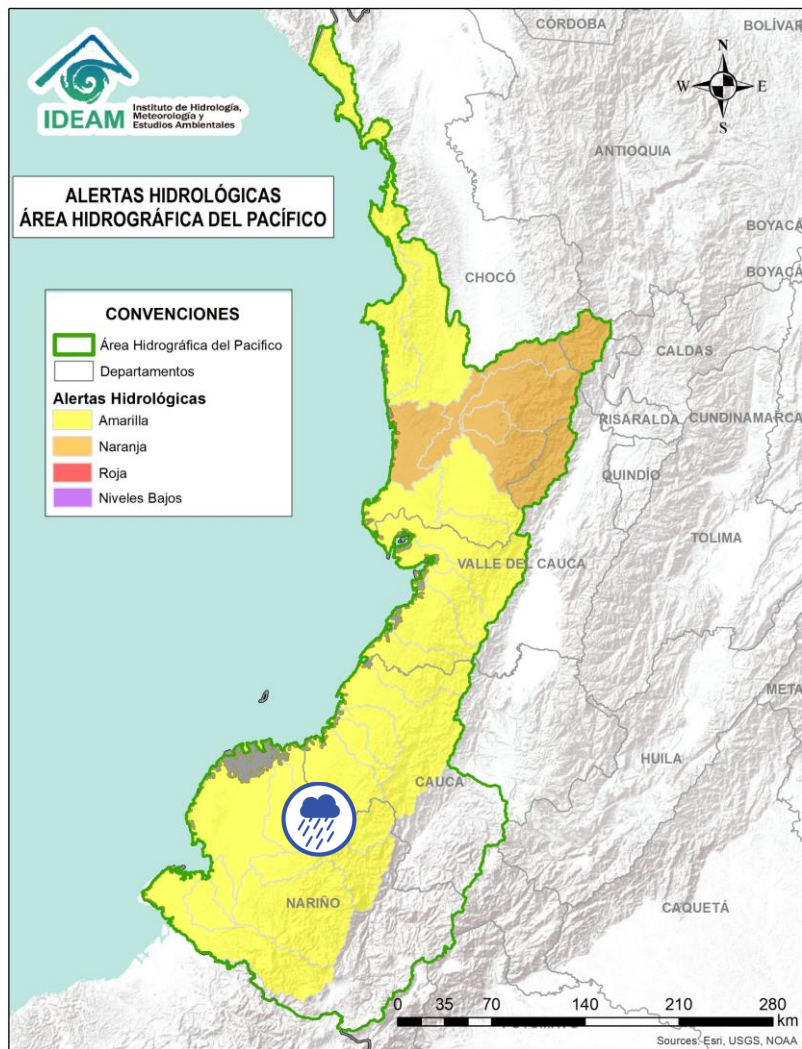 CÓRDOBA
BOLÍVAR
N
W
E
S
IDEAM
Instituto de Hidrología,
Meteorología y
Estudios Ambientales
ANTIOQUIA
ALERTAS HIDROLÓGICAS
ÁREA HIDROGRÁFICA DEL PACÍFICO
BOYACÁ
BOYACÁ
CHOCÓ
CONVENCIONES
Área Hidrográfica del Pacifico
Departamentos
Alertas Hidrológicas
Amarilla
Naranja
Roja
Niveles Bajos
CALDAS
RISARALDA
CUNDINAMARCA
QUINDÍO
TOLIMA
VALLE DEL CAUCA
META
HUILA
CAUCA
NARIÑO
CAQUETÁ
0 35 70 140 210 280
km
Sources: Esri, USGS, NOAA